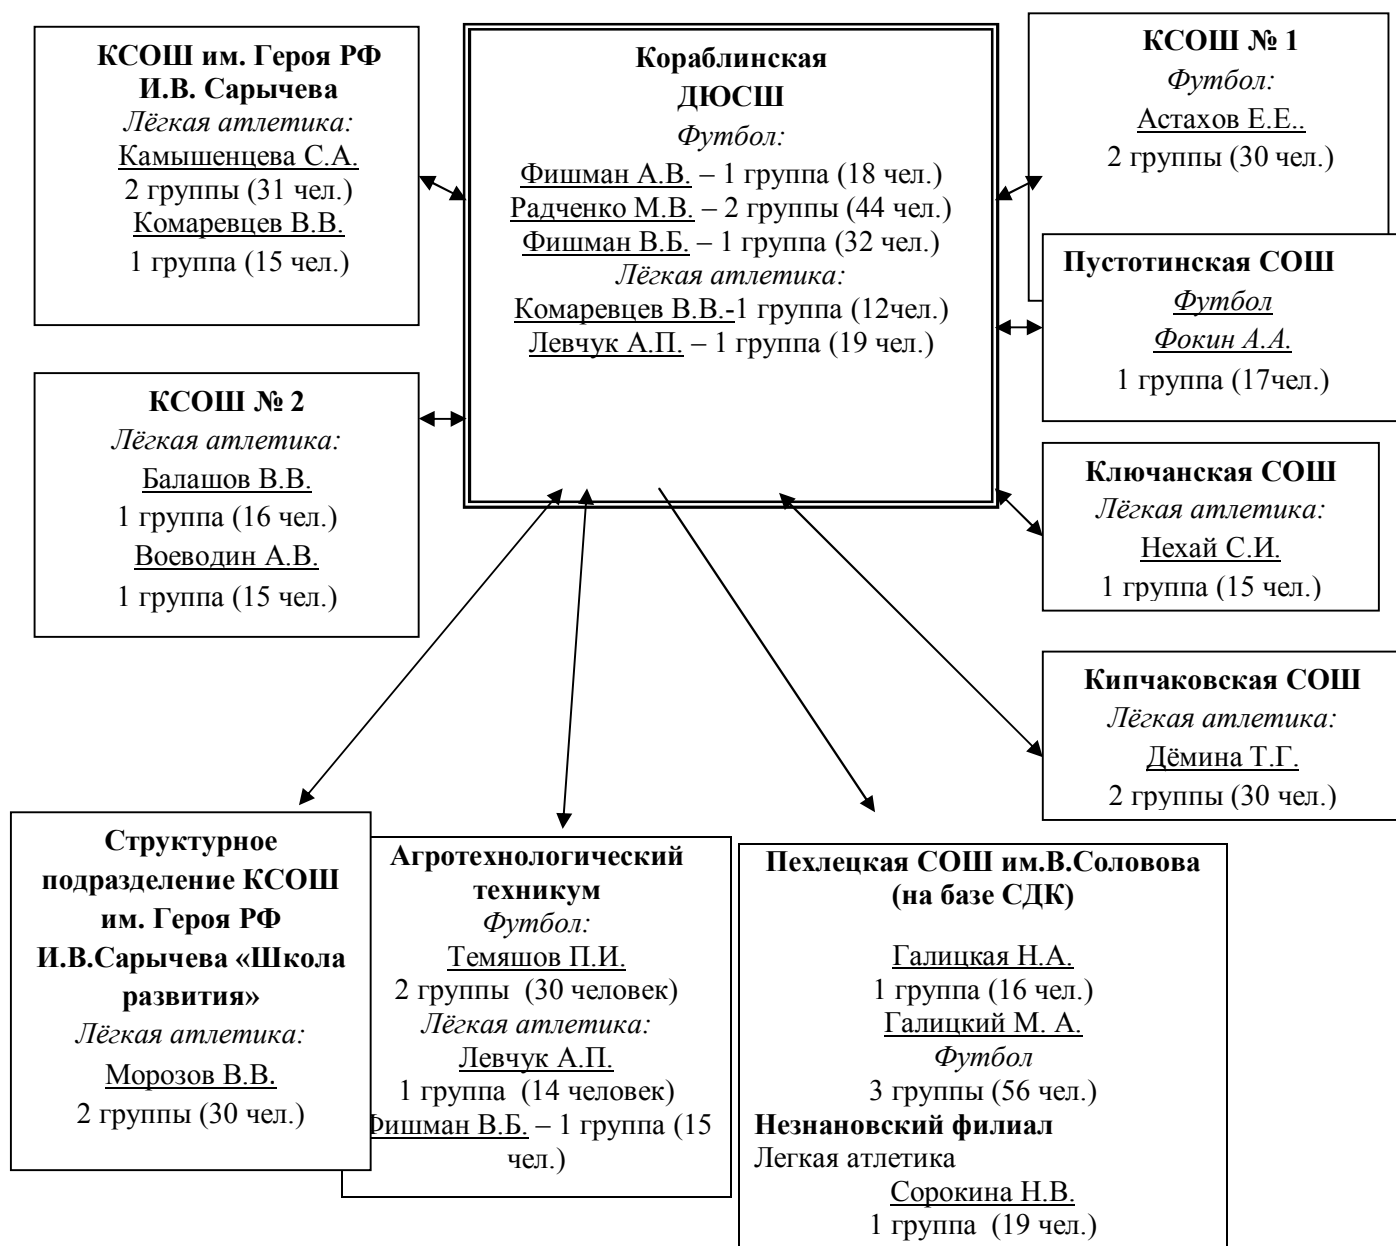 КСОШ им. Героя РФ
И.В. Сарычева
Лёгкая атлетика:
Камышенцева С.А.
2 группы (31 чел.)
Комаревцев В.В.
1 группа (15 чел.)
Кораблинская
ДЮСШ
Футбол:
Фишман А.В. – 1 группа (18 чел.)
Радченко М.В. – 2 группы (44 чел.)
Фишман В.Б. – 1 группа (32 чел.)
Лёгкая атлетика:
Комаревцев В.В.-1 группа (12чел.)
Левчук А.П. – 1 группа (19 чел.)
КСОШ № 1
Футбол:
Астахов Е.Е..
2 группы (30 чел.)
Пустотинская СОШ
Футбол
Фокин А.А.
1 группа (17чел.)
КСОШ № 2
Лёгкая атлетика:
Балашов В.В.
1 группа (16 чел.)
Воеводин А.В.
1 группа (15 чел.)
Ключанская СОШ
Лёгкая атлетика:
Нехай С.И.
1 группа (15 чел.)
Кипчаковская СОШ
Лёгкая атлетика:
Дёмина Т.Г.
2 группы (30 чел.)
Структурное
подразделение КСОШ
им. Героя РФ
И.В.Сарычева «Школа
развития»
Лёгкая атлетика:
Морозов В.В.
2 группы (30 чел.)
Агротехнологический
техникум
Футбол:
Темяшов П.И.
2 группы (30 человек)
Лёгкая атлетика:
Левчук А.П.
1 группа (14 человек)
Фишман В.Б. – 1 группа (15
чел.)
Пехлецкая СОШ им.В.Соловова
(на базе СДК)
Галицкая Н.А.
1 группа (16 чел.)
Галицкий М. А.
Футбол
3 группы (56 чел.)
Незнановский филиал
Легкая атлетика
Сорокина Н.В.
1 группа (19 чел.)